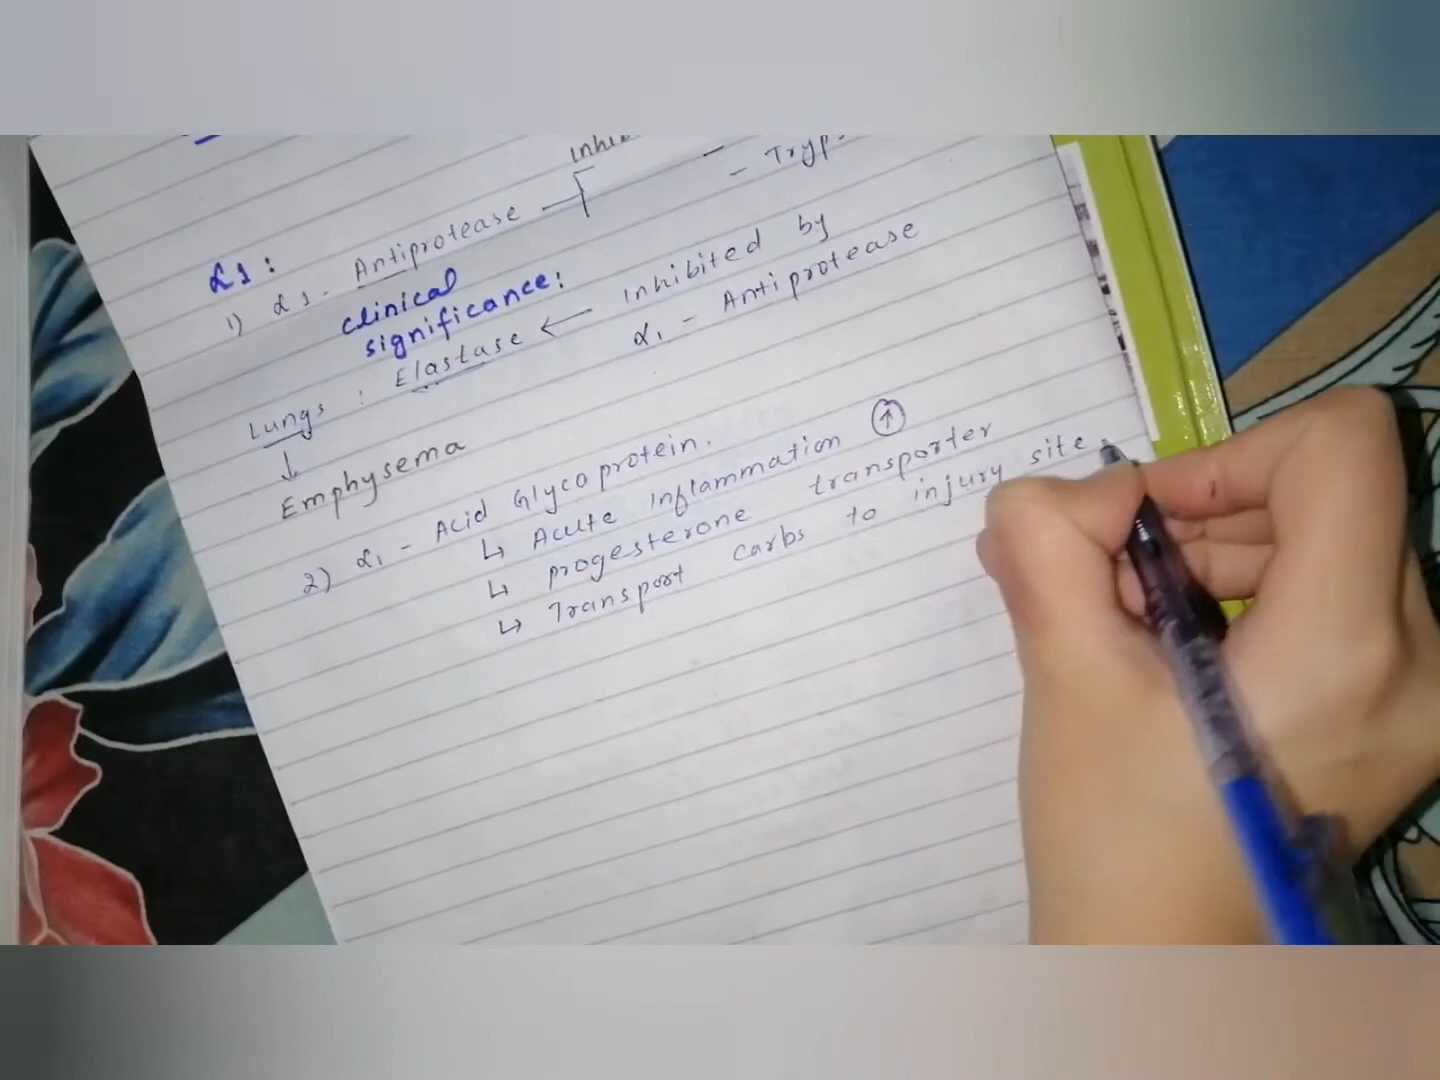 α1:
1) α1 - Antiprotease
clinical
significance:
Lungs : Elastase ← Inhibited by
α1 - Antiprotease
↓
Emphysema
2) α1 - Acid Glycoprotein.
↳ Acute inflammation ↑
↳ progesterone transporter
↳ Transport carbs to injury site